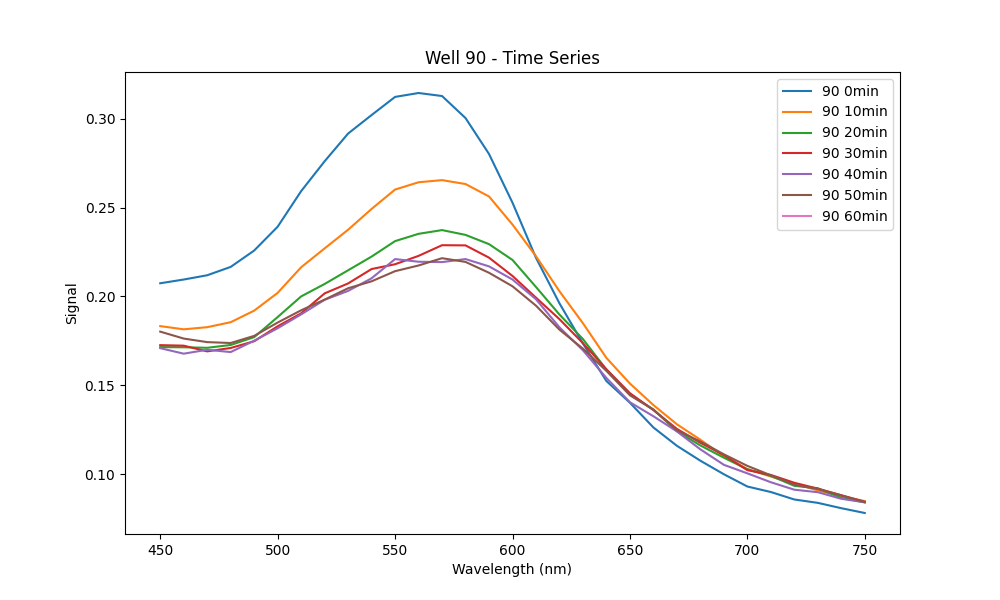 Well 90 - Time Series
90 0min
90 10min
90 20min
90 30min
90 40min
90 50min
90 60min
0.30
0.25
0.20
0.15
0.10
Signal
450 500 550 600 650 700 750
Wavelength (nm)